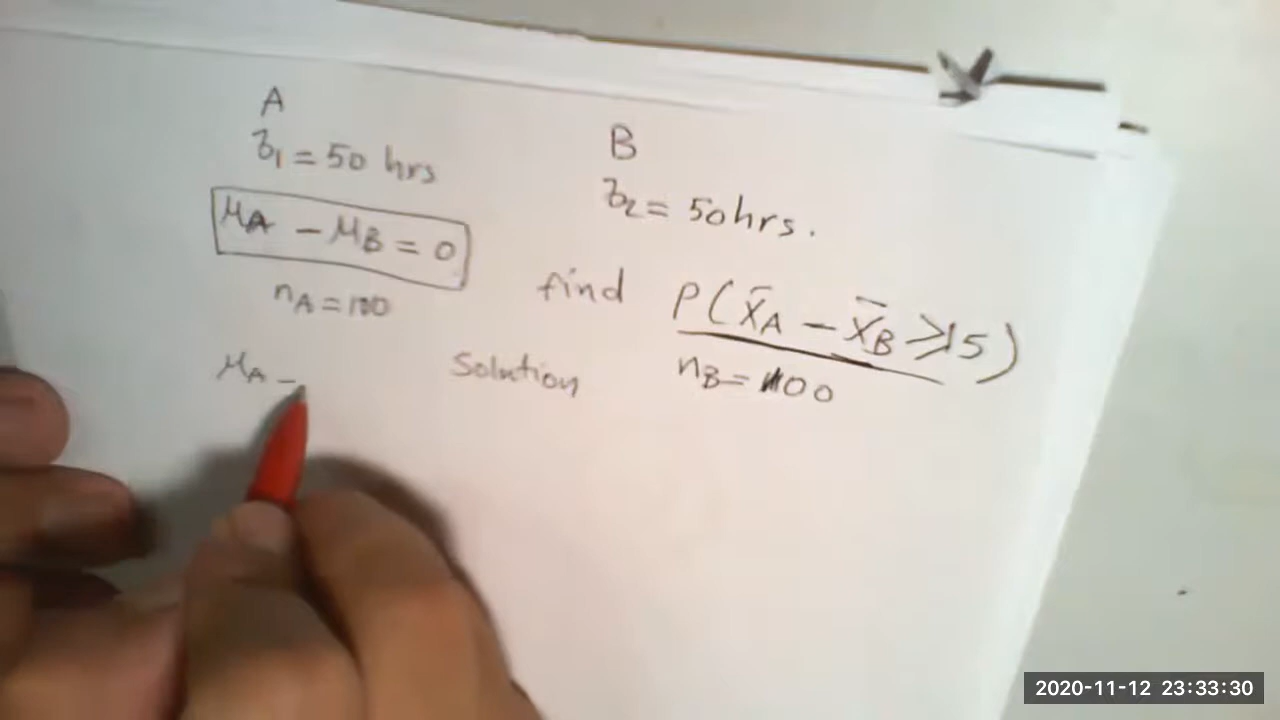 A
σ₁ = 50 hrs
B
σ₂ = 50 hrs.
μA – μB = 0
find P(X̄A – X̄B ≥ 15)
nA = 100
nB = 100
μA –
Solution
2020-11-12 23:33:30